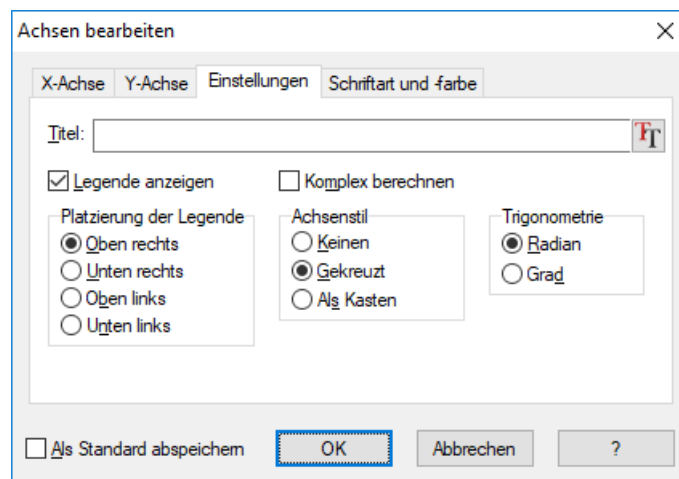 Achsen bearbeiten
X-Achse Y-Achse Einstellungen Schriftart und -farbe
Titel: TT
Legende anzeigen Komplex berechnen
Platzierung der Legende Achsenstil Trigonometrie
Oben rechts Keinen Radian
Unten rechts Gekreuzt Grad
Oben links Als Kasten
Unten links
Als Standard abspeichern OK Abbrechen ?